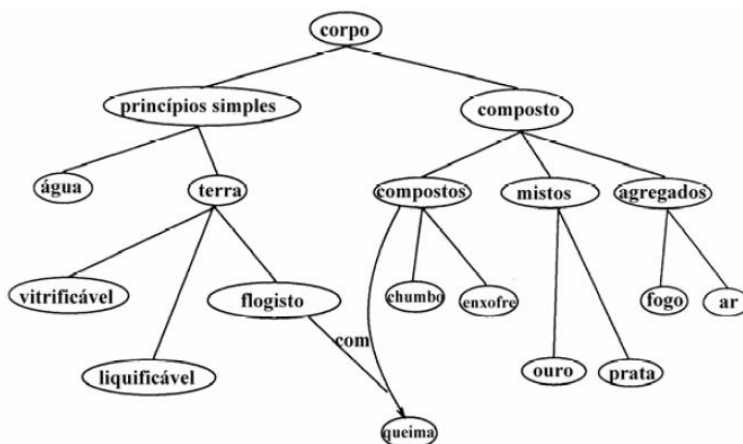 corpo
princípios simples
composto
água
terra
compostos
mistos
agregados
vitrificável
flogisto
chumbo
enxofre
fogo
ar
com
liquificável
ouro
prata
queima